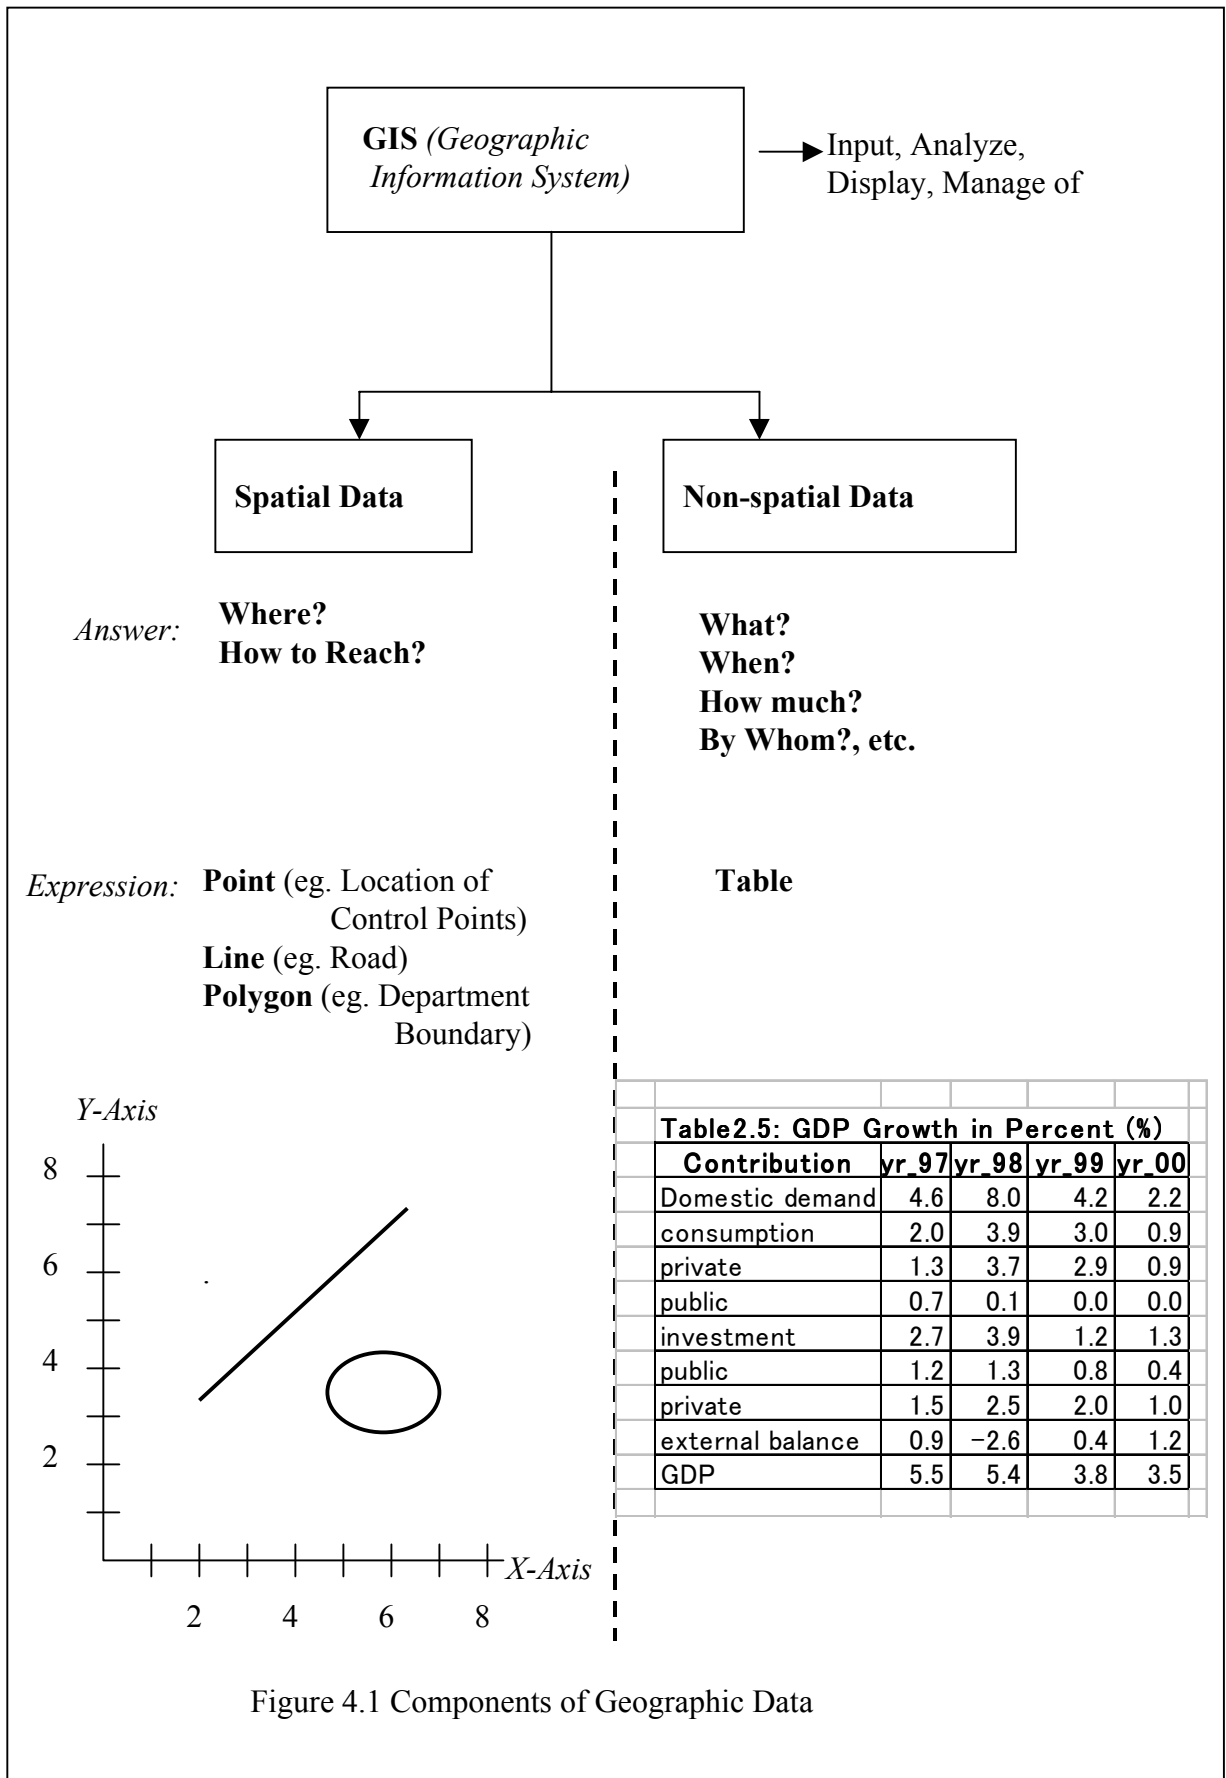 GIS (Geographic
Information System)
Input, Analyze,
Display, Manage of
Spatial Data
Non-spatial Data
Answer:
Where?
How to Reach?
What?
When?
How much?
By Whom?, etc.
Expression:
Point (eg. Location of
Control Points)
Line (eg. Road)
Polygon (eg. Department
Boundary)
Table
Y-Axis
8
6
4
2
X-Axis
2 4 6 8
Table2.5: GDP Growth in Percent (%)
Contribution yr_97 yr_98 yr_99 yr_00
Domestic demand 4.6 8.0 4.2 2.2
consumption 2.0 3.9 3.0 0.9
private 1.3 3.7 2.9 0.9
public 0.7 0.1 0.0 0.0
investment 2.7 3.9 1.2 1.3
public 1.2 1.3 0.8 0.4
private 1.5 2.5 2.0 1.0
external balance 0.9 -2.6 0.4 1.2
GDP 5.5 5.4 3.8 3.5
Figure 4.1 Components of Geographic Data